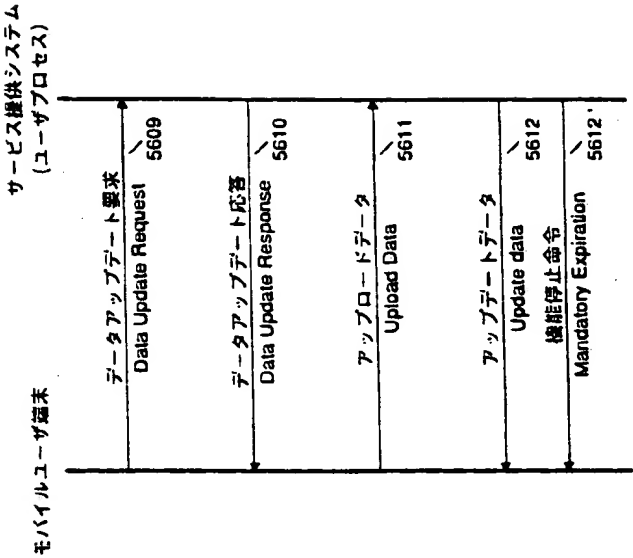 モバイルユーザ端末
サービス提供システム
(ユーザプロセス)
データアップデート要求
Data Update Request
5609
データアップデート応答
Data Update Response
5610
アップロードデータ
Upload Data
5611
アップデートデータ
Update data
5612
機能停止命令
Mandatory Expiration
5612'